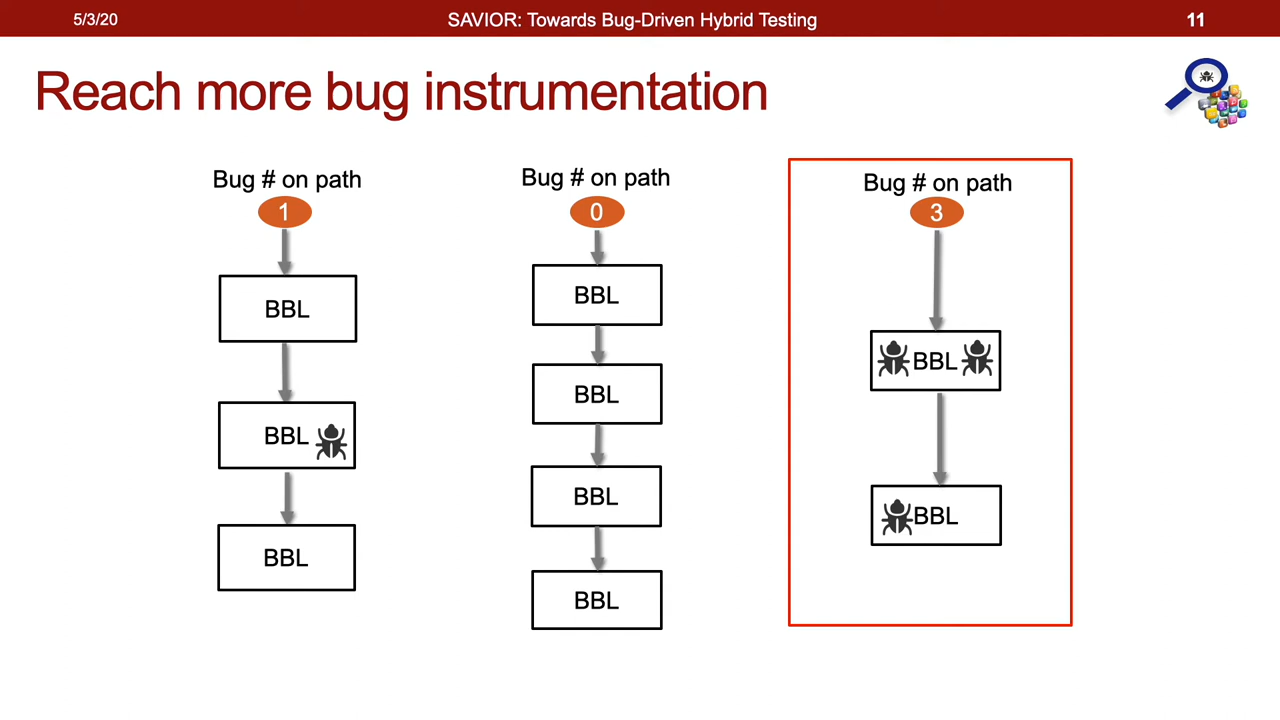 5/3/20
SAVIOR: Towards Bug-Driven Hybrid Testing
11
Reach more bug instrumentation
Bug # on path
1
BBL
BBL
BBL
Bug # on path
0
BBL
BBL
BBL
BBL
Bug # on path
3
BBL
BBL